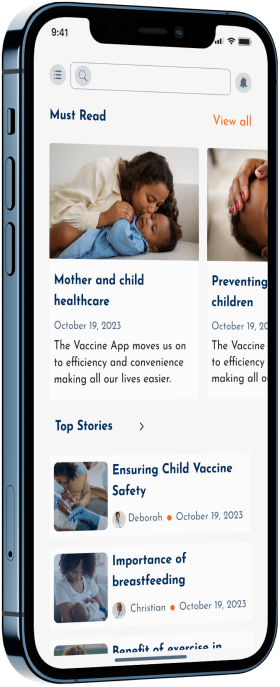 9:41
Must Read
View all
Mother and child
healthcare
October 19, 2023
The Vaccine App moves us on
to efficiency and convenience
making all our lives easier.
Preventing
children
October 19, 20
The Vaccine
to efficiency
making all o
Top Stories
Ensuring Child Vaccine
Safety
Deborah • October 19, 2023
Importance of
breastfeeding
Christian • October 19, 2023
Benefit of exercise in